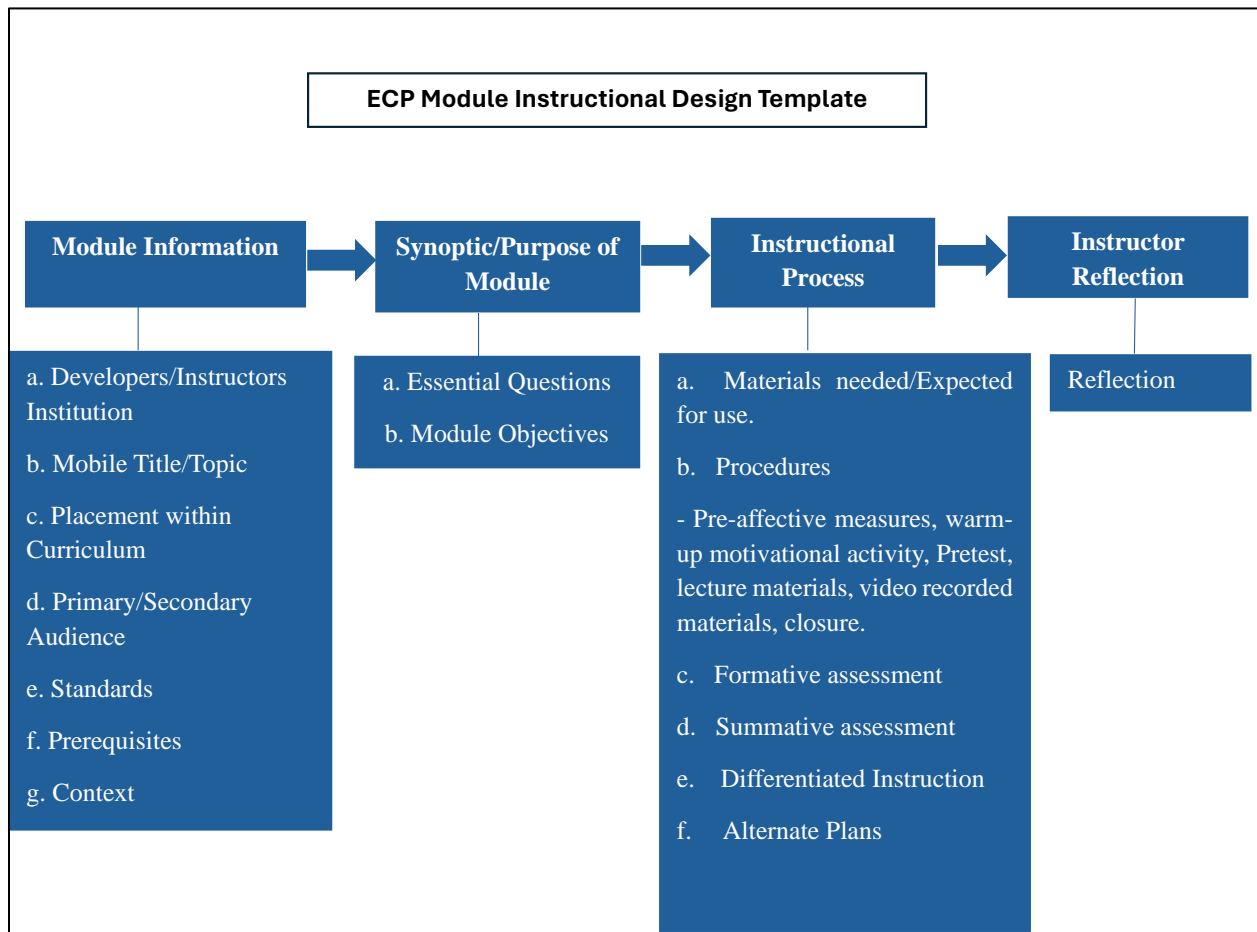 ECP Module Instructional Design Template
Module Information
Synoptic/Purpose of
Module
Instructional
Process
Instructor
Reflection
a. Developers/Instructors
Institution
b. Mobile Title/Topic
c. Placement within
Curriculum
d. Primary/Secondary
Audience
e. Standards
f. Prerequisites
g. Context
a. Essential Questions
b. Module Objectives
a. Materials needed/Expected
for use.
b. Procedures
- Pre-affective measures, warm-
up motivational activity, Pretest,
lecture materials, video recorded
materials, closure.
c. Formative assessment
d. Summative assessment
e. Differentiated Instruction
f. Alternate Plans
Reflection